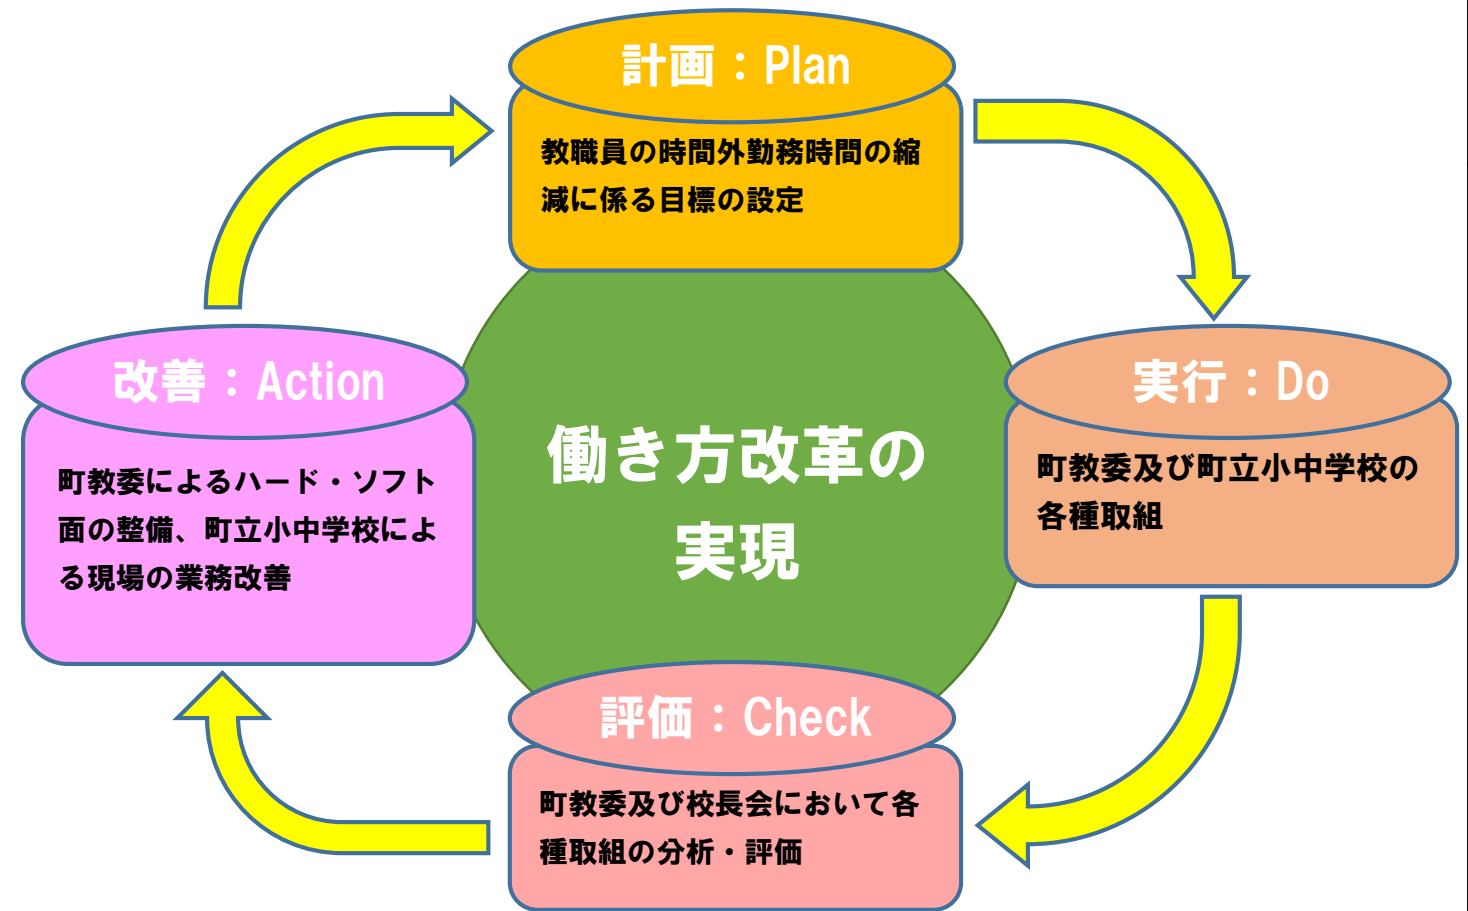 計画：Plan
教職員の時間外勤務時間の縮
減に係る目標の設定
改善：Action
町教委によるハード・ソフト
面の整備、町立小中学校によ
る現場の業務改善
働き方改革の
実現
実行：Do
町教委及び町立小中学校の
各種取組
評価：Check
町教委及び校長会において各
種取組の分析・評価